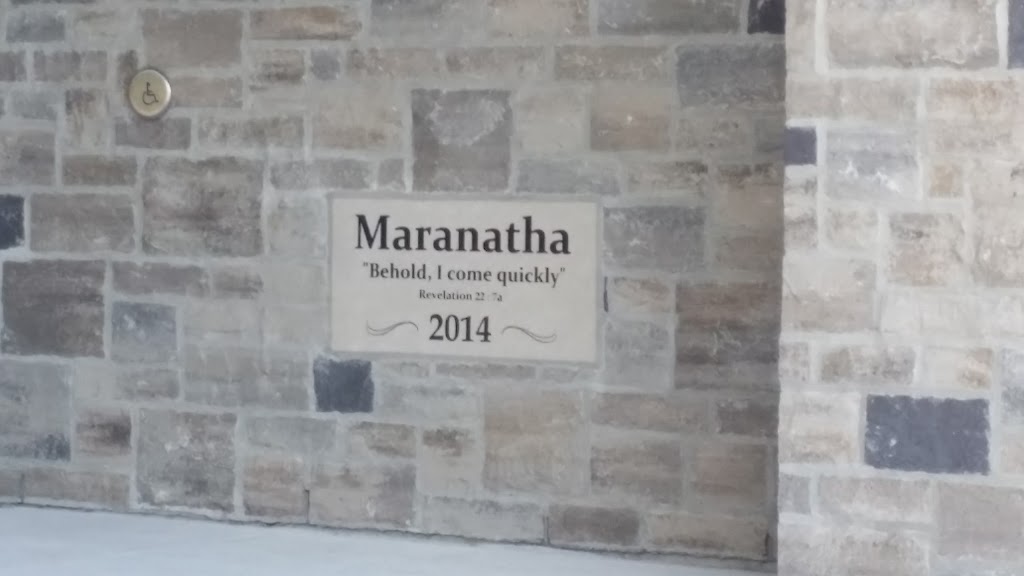 Maranatha
"Behold, I come quickly"
Revelation 22 : 7a
2014